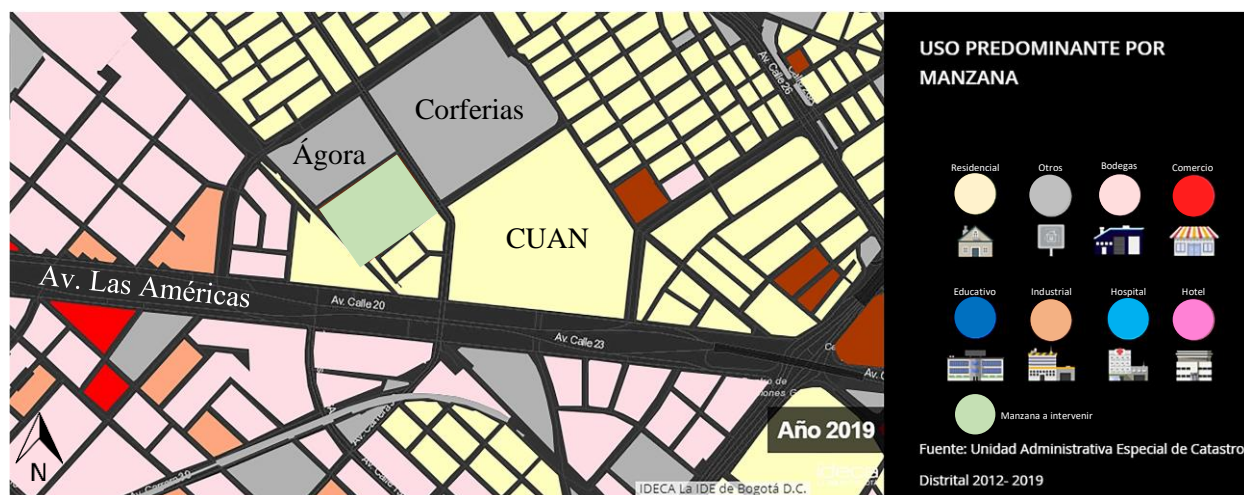 Corferias
Ágora
CUAN
Av. Las Américas
Av. Calle 20
Av. Calle 23
Av. Calle 26
Año 2019
N
IDECA La IDE de Bogotá D.C.
USO PREDOMINANTE POR
MANZANA
Residencial Otros Bodegas Comercio
Educativo Industrial Hospital Hotel
Manzana a intervenir
Fuente: Unidad Administrativa Especial de Catastro
Distrital 2012- 2019